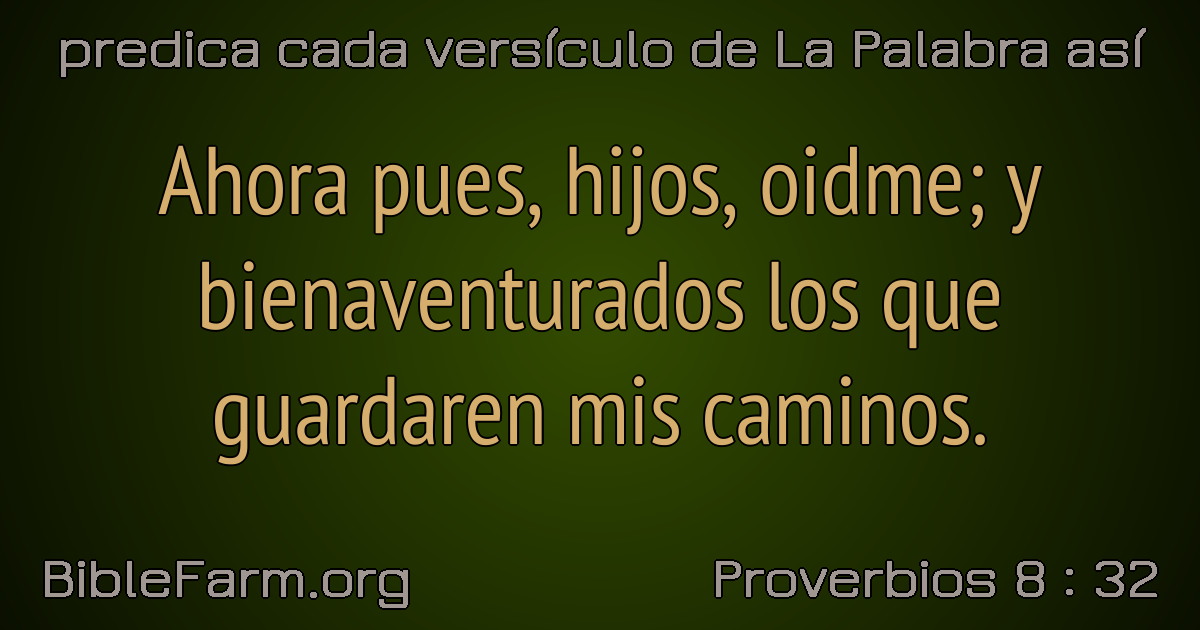 predica cada versículo de La Palabra así
Ahora pues, hijos, oidme; y
bienaventurados los que
guardaren mis caminos.
BibleFarm.org
Proverbios 8 : 32